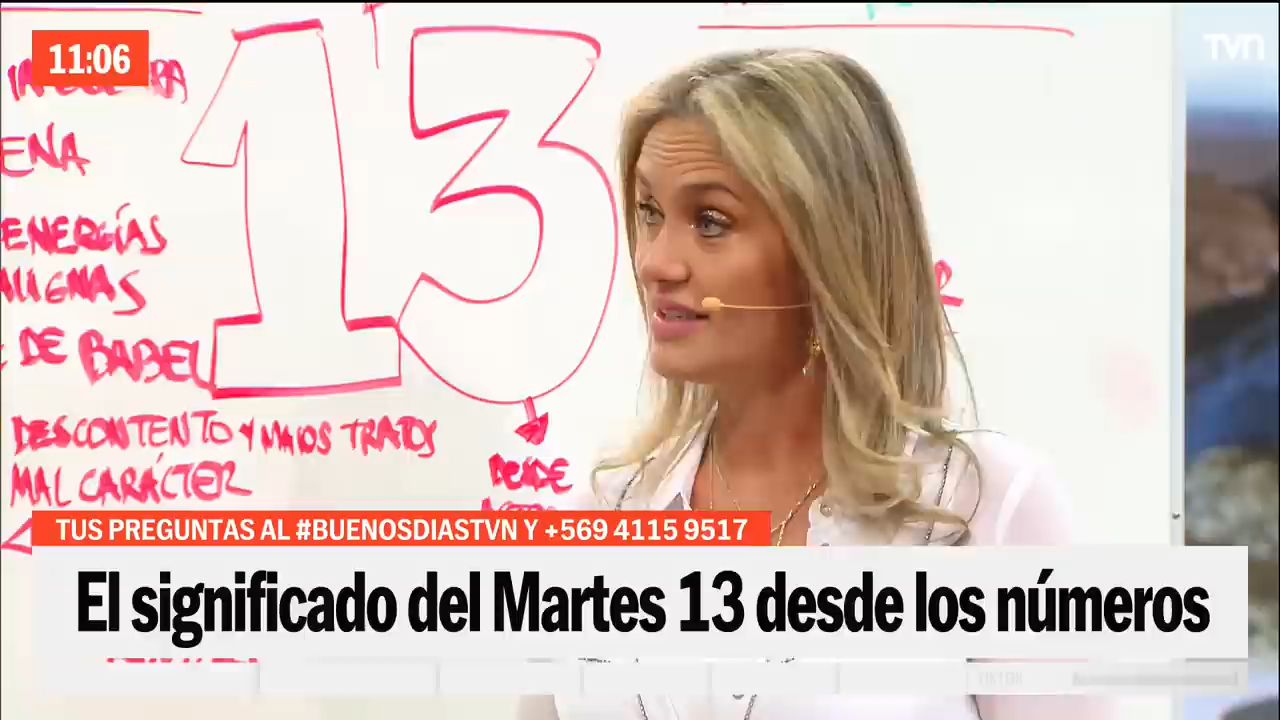 11:06
TVN
13
ENA
ENERGÍAS
DE BABEL
DESCONTENTO Y MALOS TRATOS
MAL CARÁCTER
DESDE
TUS PREGUNTAS AL #BUENOSDIASTVN Y +569 4115 9517
El significado del Martes 13 desde los números
TIKTOK